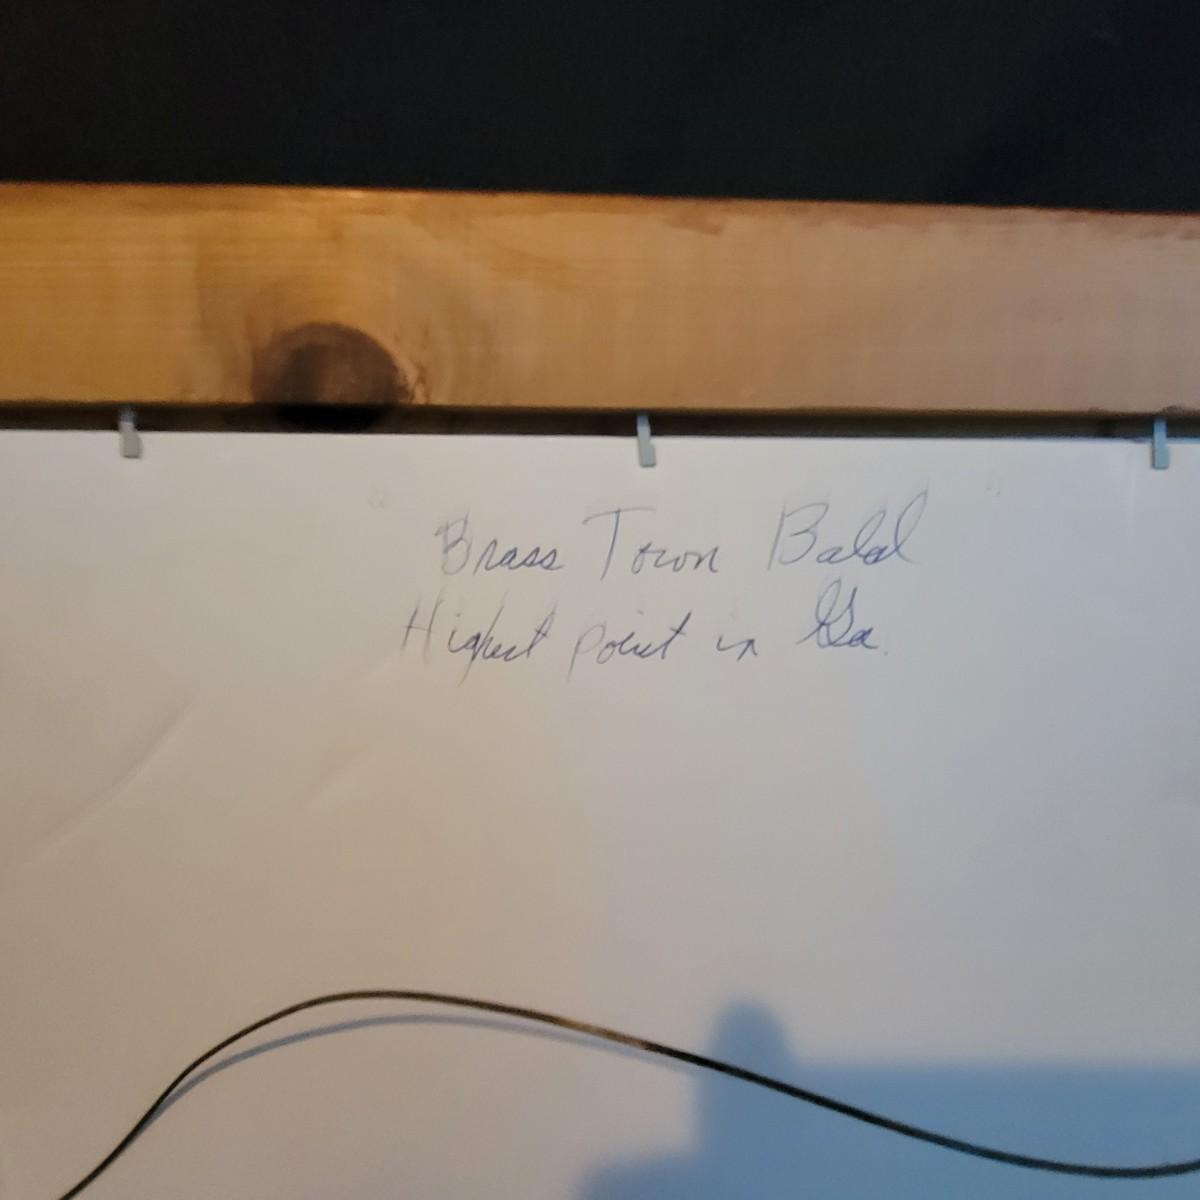 "Brass Town Bald"
Highest point in Ga.